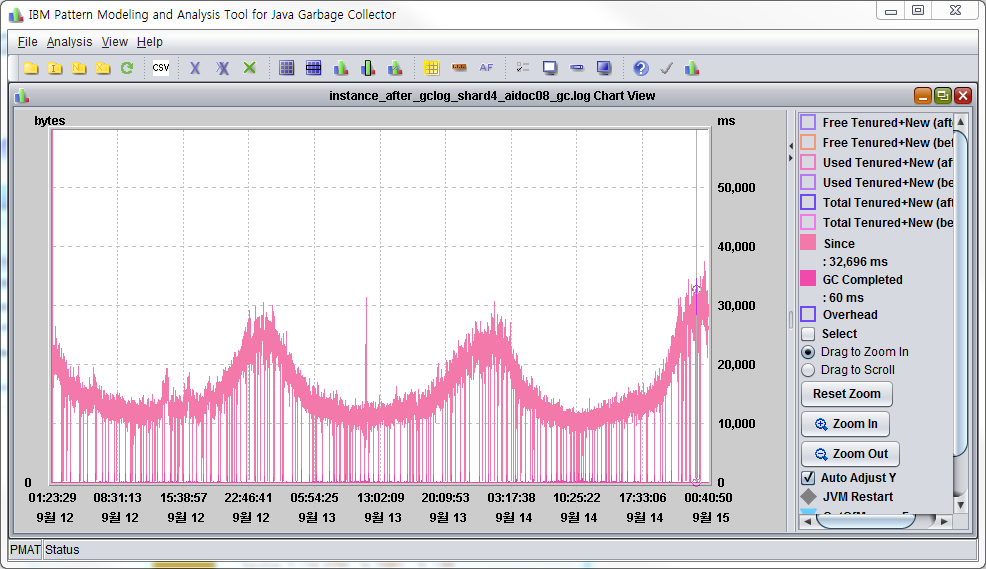 IBM Pattern Modeling and Analysis Tool for Java Garbage Collector
File Analysis View Help
CSV AF
instance_after_gclog_shard4_aidoc08_gc.log Chart View
bytes
ms
50,000
40,000
30,000
20,000
10,000
0
0
01:23:29 08:31:13 15:38:57 22:46:41 05:54:25 13:02:09 20:09:53 03:17:38 10:25:22 17:33:06 00:40:50
9월 12 9월 12 9월 12 9월 12 9월 13 9월 13 9월 13 9월 14 9월 14 9월 14 9월 15
Free Tenured+New (aft
Free Tenured+New (bef
Used Tenured+New (af
Used Tenured+New (be
Total Tenured+New (af
Total Tenured+New (be
Since
: 32,696 ms
GC Completed
: 60 ms
Overhead
Select
Drag to Zoom In
Drag to Scroll
Reset Zoom
Zoom In
Zoom Out
Auto Adjust Y
JVM Restart
PMAT Status